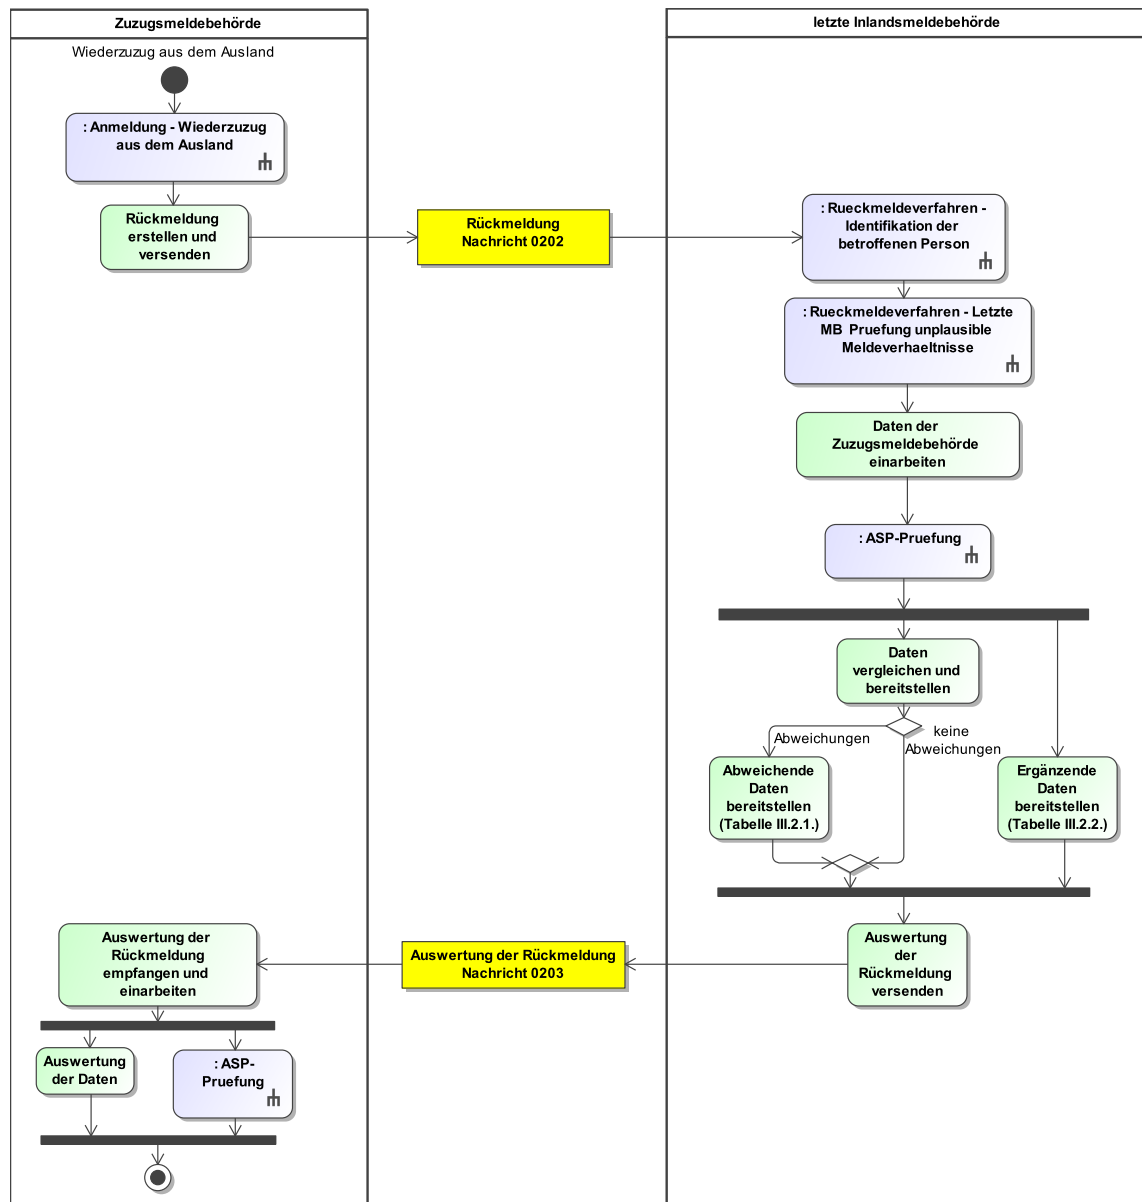 Zuzugsmeldebehörde
letzte Inlandsmeldebehörde
Wiederzuzug aus dem Ausland
: Anmeldung - Wiederzuzug
aus dem Ausland
Rückmeldung
erstellen und
versenden
Rückmeldung
Nachricht 0202
: Rueckmeldeverfahren -
Identifikation der
betroffenen Person
: Rueckmeldeverfahren - Letzte
MB Pruefung unplausible
Meldeverhaeltnisse
Daten der
Zuzugsmeldebehörde
einarbeiten
: ASP-Pruefung
Daten
vergleichen und
bereitstellen
Abweichungen
keine
Abweichungen
Abweichende
Daten
bereitstellen
(Tabelle III.2.1.)
Ergänzende
Daten
bereitstellen
(Tabelle III.2.2.)
Auswertung
der
Rückmeldung
versenden
Auswertung der Rückmeldung
Nachricht 0203
Auswertung der
Rückmeldung
empfangen und
einarbeiten
Auswertung
der Daten
: ASP-
Pruefung